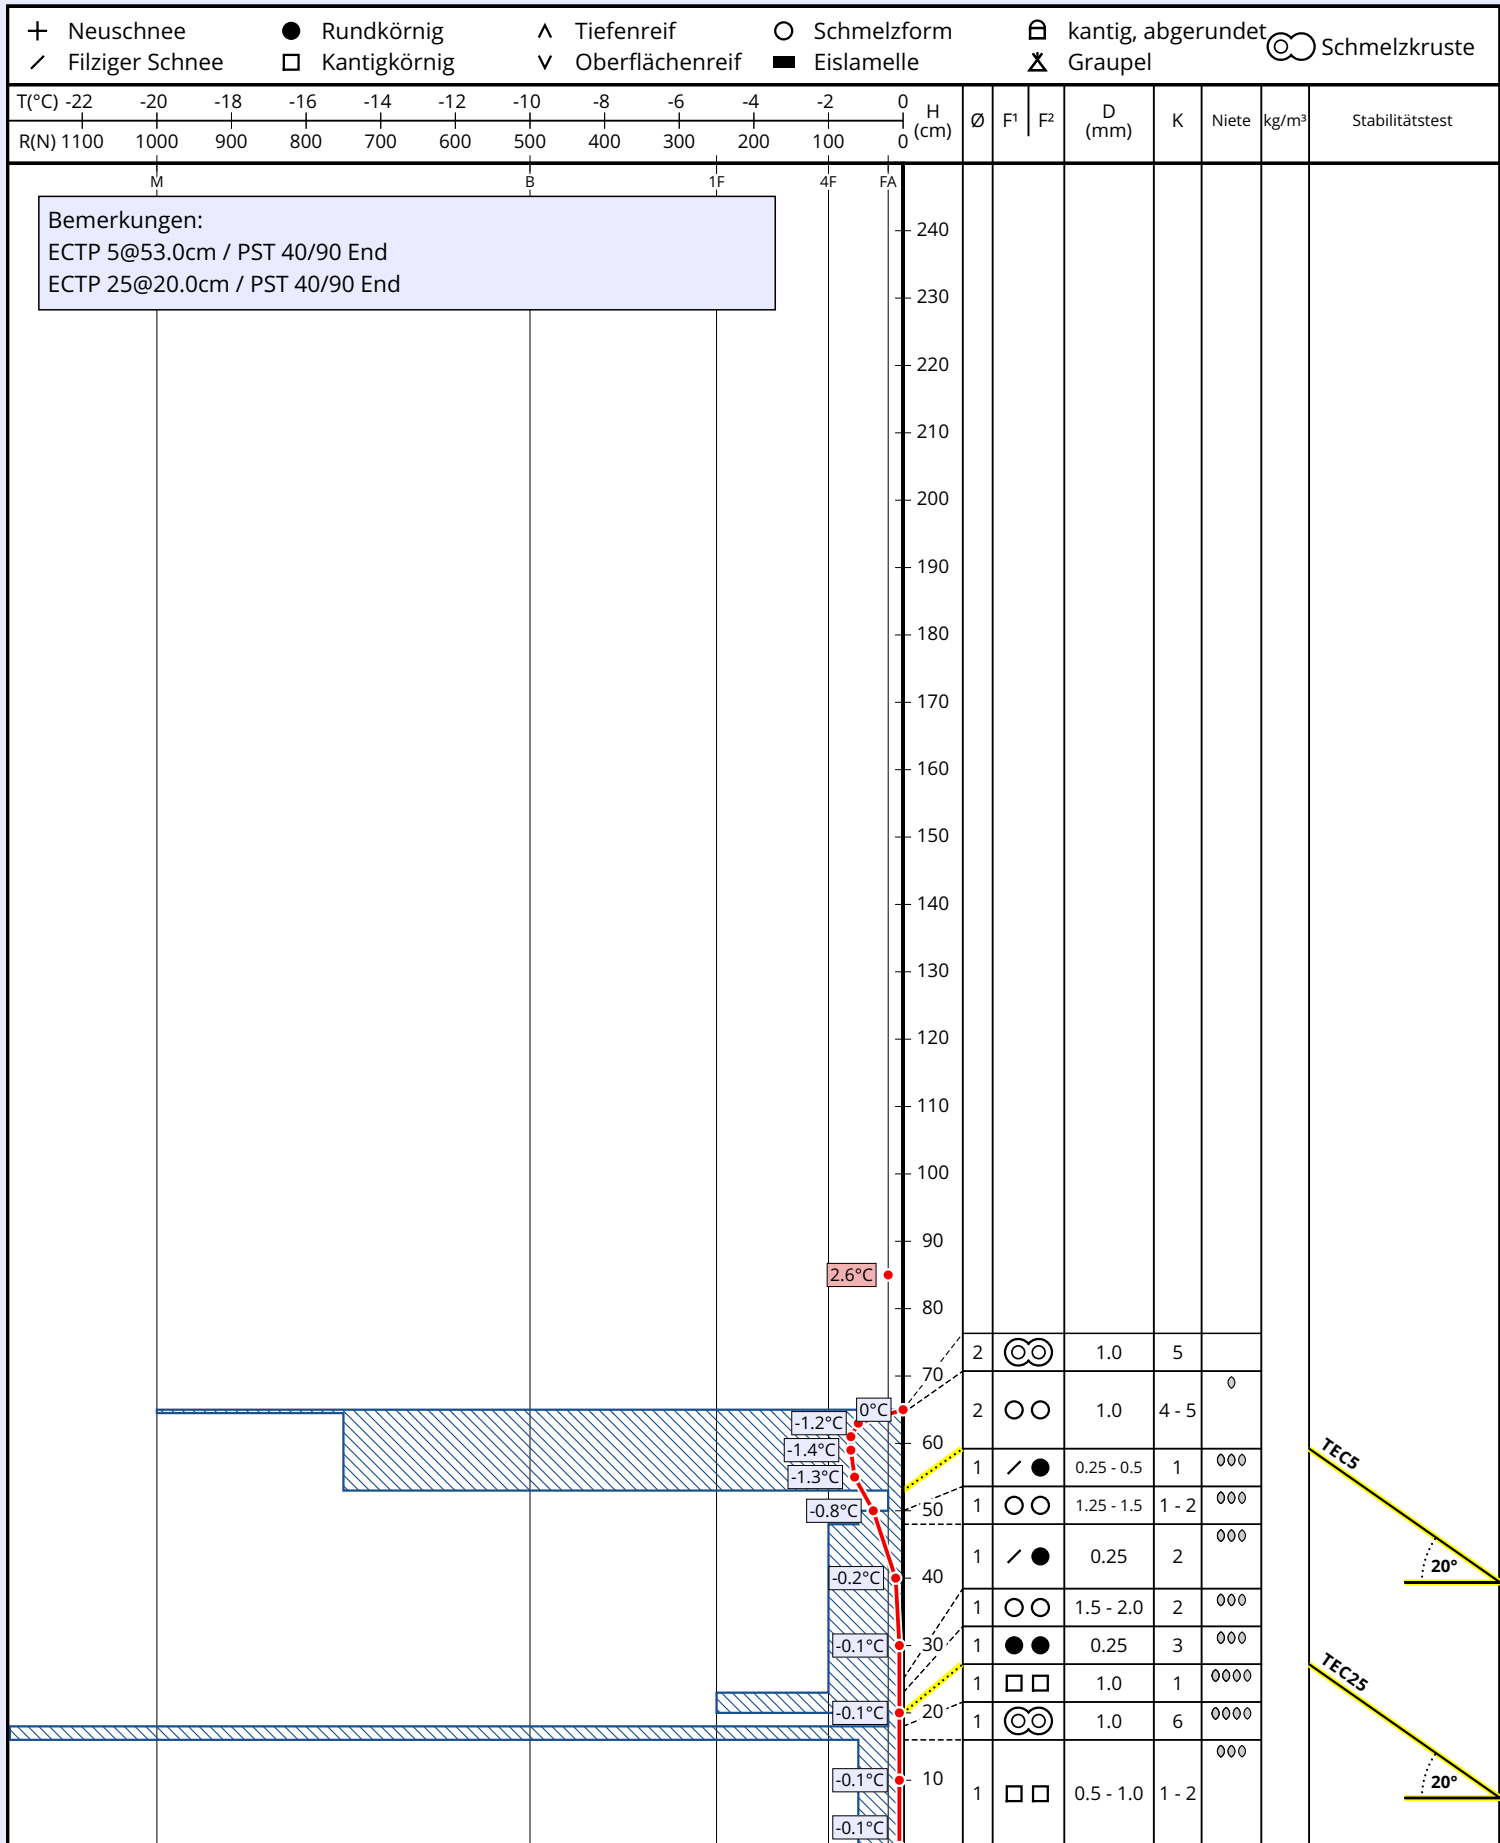 Neuschnee Rundkörnig Tiefenreif Schmelzform kantig, abgerundet Schmelzkruste
Filziger Schnee Kantigkörnig Oberflächenreif Eislamelle Graupel
T(°C) -22 -20 -18 -16 -14 -12 -10 -8 -6 -4 -2 0
R(N) 1100 1000 900 800 700 600 500 400 300 200 100 0
H (cm) Ø F¹ F² D (mm) K Niete kg/m³ Stabilitätstest
M B 1F 4F FA
Bemerkungen:
ECTP 5@53.0cm / PST 40/90 End
ECTP 25@20.0cm / PST 40/90 End
240
230
220
210
200
190
180
170
160
150
140
130
120
110
100
90
2.6°C
80
2 1.0 5
70
0°C 2 1.0 4 - 5
-1.2°C
60
-1.4°C
TEC5
1 0.25 - 0.5 1
-1.3°C
1 1.25 - 1.5 1 - 2
-0.8°C 50
1 0.25 2
20°
-0.2°C 40
1 1.5 - 2.0 2
-0.1°C 30 1 0.25 3
TEC25
1 1.0 1
-0.1°C 20 1 1.0 6
-0.1°C 10 20°
1 0.5 - 1.0 1 - 2
-0.1°C